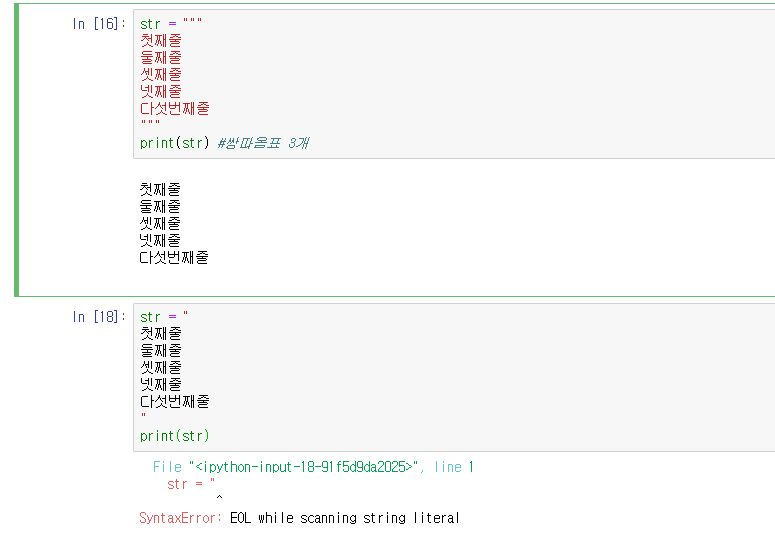 In [16]: str = """
첫째줄
둘째줄
셋째줄
넷째줄
다섯번째줄
"""
print(str) #쌍따옴표 3개
첫째줄
둘째줄
셋째줄
넷째줄
다섯번째줄
In [18]: str = "
첫째줄
둘째줄
셋째줄
넷째줄
다섯번째줄
"
print(str)
File "<ipython-input-18-91f5d9da2025>", line 1
str = "
^
SyntaxError: EOL while scanning string literal